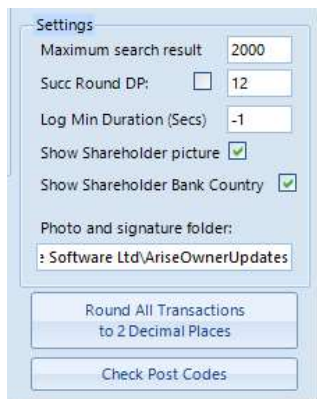 Settings
Maximum search result 2000
Succ Round DP: 12
Log Min Duration (Secs) -1
Show Shareholder picture
Show Shareholder Bank Country
Photo and signature folder:
Software Ltd\AriseOwnerUpdates
Round All Transactions
to 2 Decimal Places
Check Post Codes